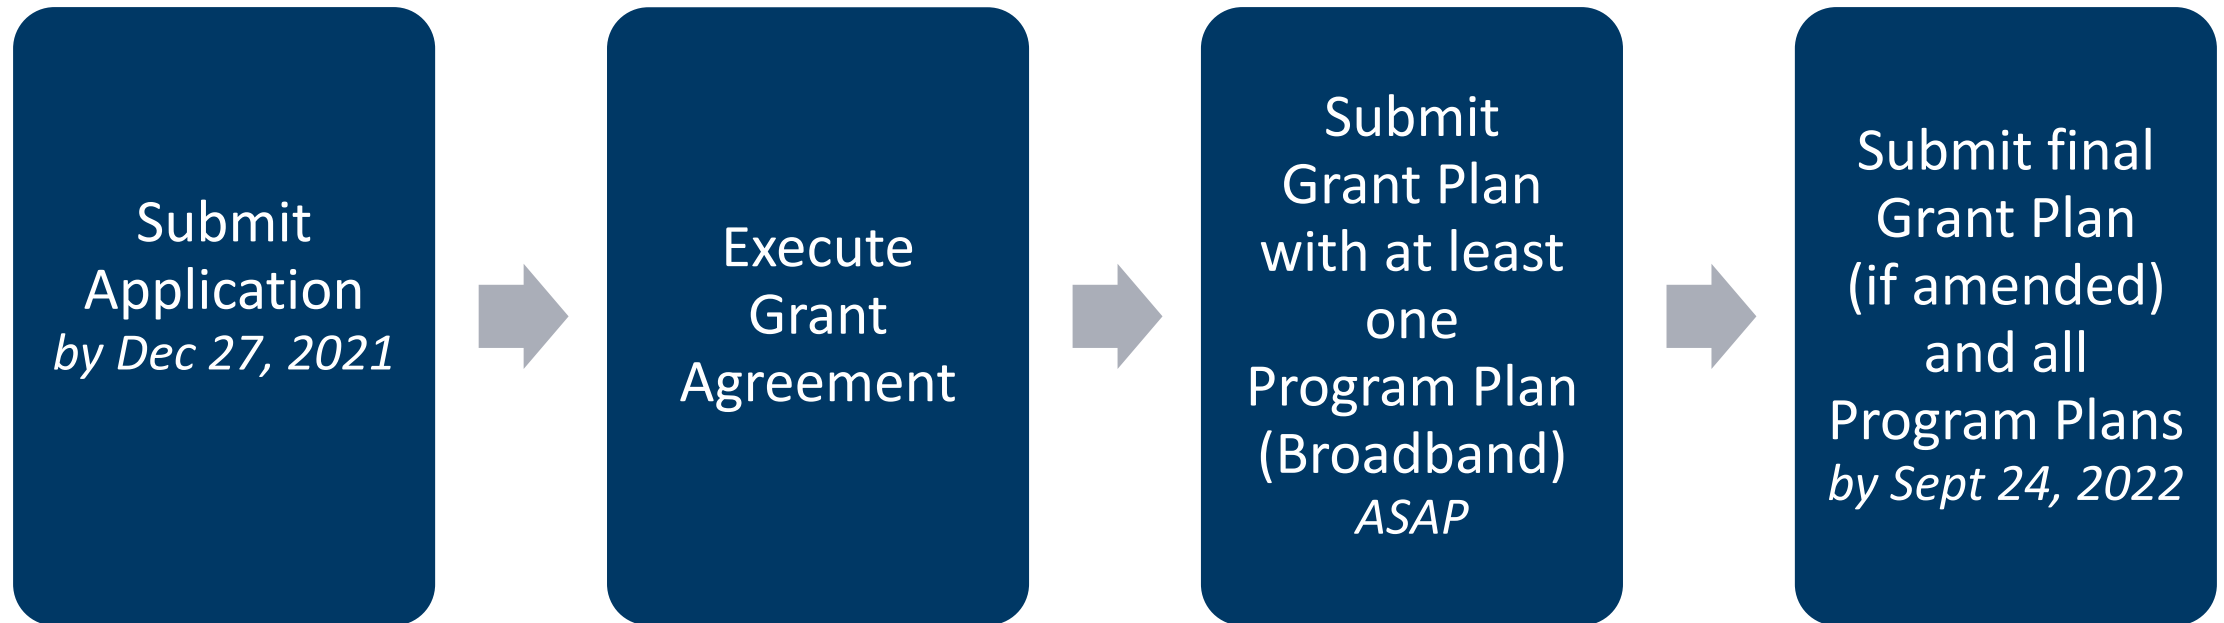 Submit
Application
by Dec 27, 2021
Execute
Grant
Agreement
Submit
Grant Plan
with at least
one
Program Plan
(Broadband)
ASAP
Submit final
Grant Plan
(if amended)
and all
Program Plans
by Sept 24, 2022